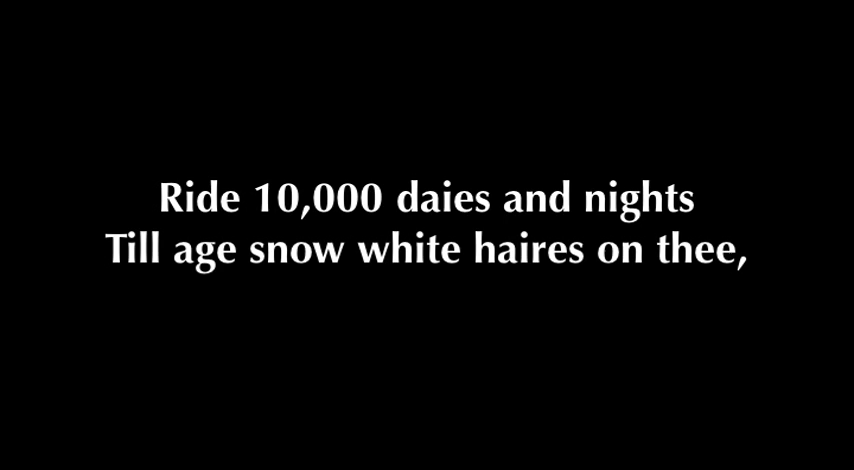 Ride 10,000 daies and nights
Till age snow white haires on thee,